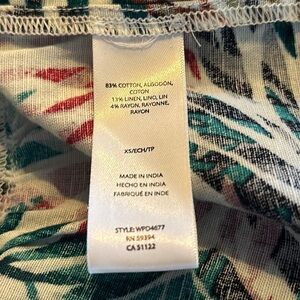 83% COTTON, ALGODÓN,
COTON
13% LINEN, LINO, LIN
4% RAYON, RAYONNE,
RAYON
XS/ECH/TP
MADE IN INDIA
HECHO EN INDIA
FABRIQUÉ EN INDE
STYLE: WPD4677
RN 59394
CA 51122